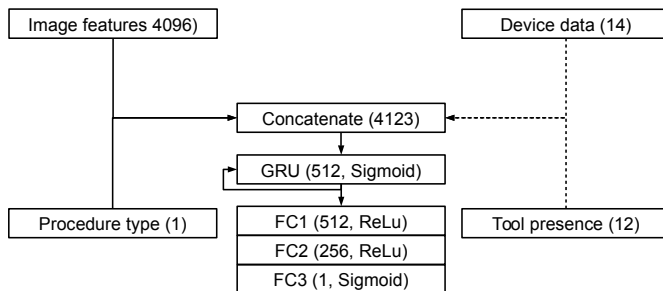 Image features 4096)
Device data (14)
Concatenate (4123)
GRU (512, Sigmoid)
Procedure type (1)
FC1 (512, ReLu)
Tool presence (12)
FC2 (256, ReLu)
FC3 (1, Sigmoid)